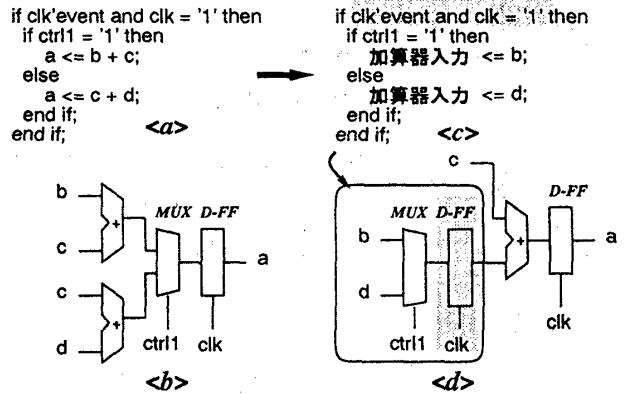 if clk'event and clk = '1' then
if ctrl1 = '1' then
a <= b + c;
else
a <= c + d;
end if;
end if;
<a>
if clk'event and clk = '1' then
if ctrl1 = '1' then
加算器入力 <= b;
else
加算器入力 <= d;
end if;
end if;
<c>
b
c
c
d
+
+
MUX D-FF
a
ctrl1 clk
<b>
c
b
d
MUX D-FF
+
D-FF
a
clk
ctrl1 clk
<d>